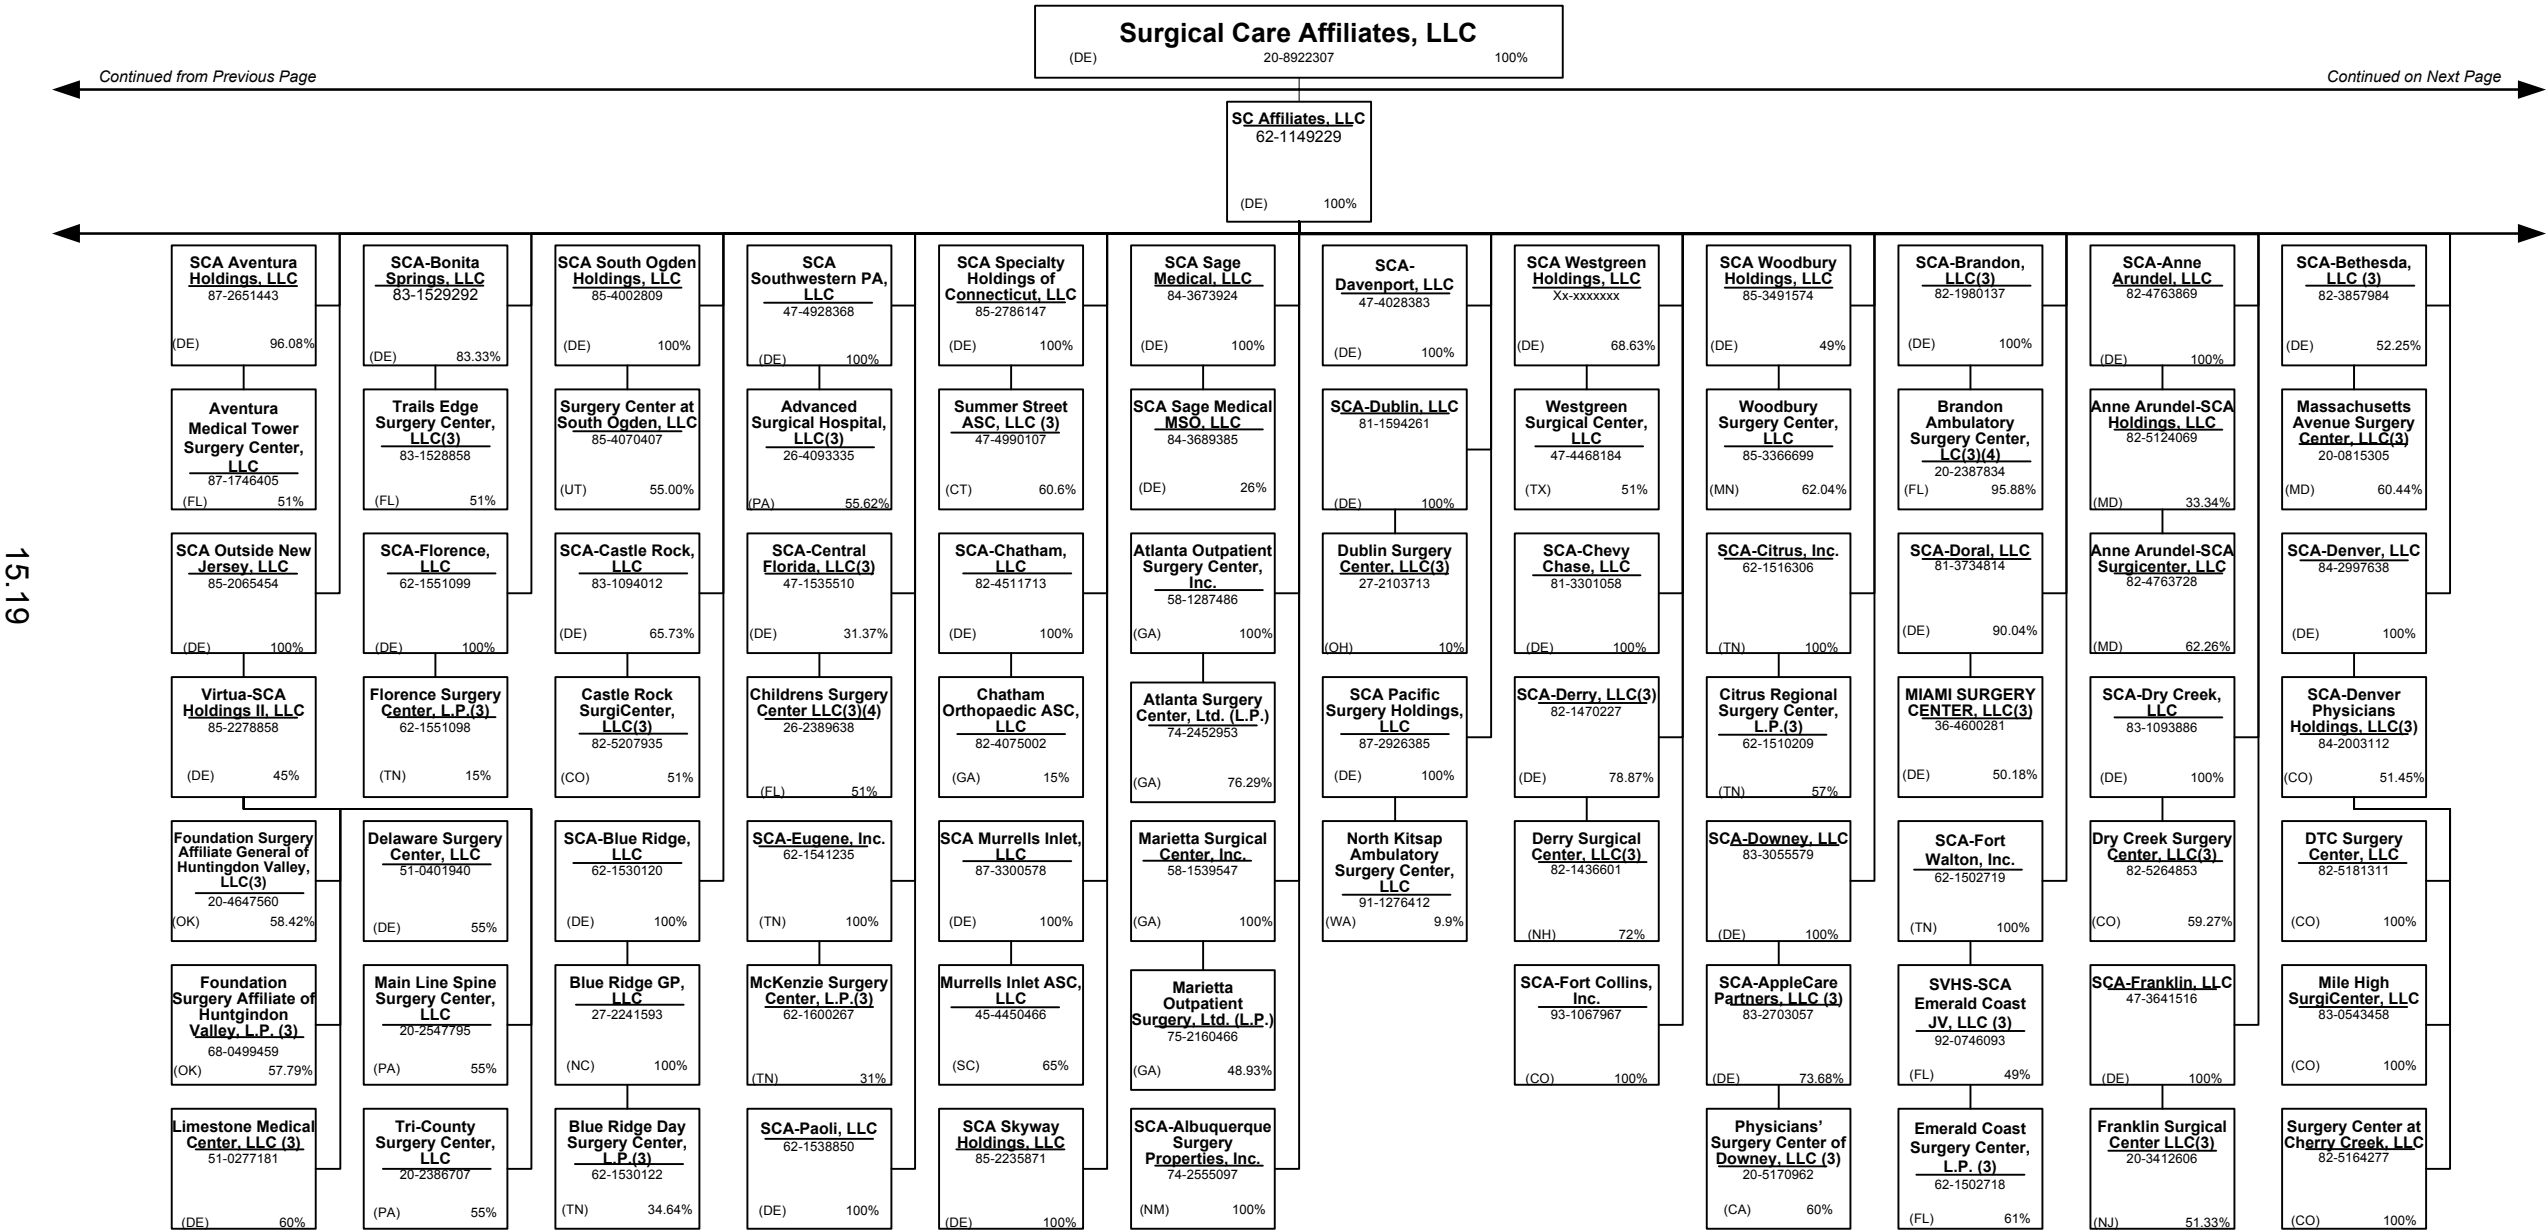 Surgical Care Affiliates, LLC
(DE) 20-8922307 100%
Continued from Previous Page
Continued on Next Page
SC Affiliates, LLC
62-1149229
(DE) 100%
SCA Aventura
Holdings, LLC
87-2651443
(DE) 96.08%
SCA-Bonita
Springs, LLC
83-1529292
(DE) 83.33%
SCA South Ogden
Holdings, LLC
85-4002809
(DE) 100%
SCA
Southwestern PA,
LLC
47-4928368
(DE) 100%
SCA Specialty
Holdings of
Connecticut, LLC
85-2786147
(DE) 100%
SCA Sage
Medical, LLC
84-3673924
(DE) 100%
SCA-
Davenport, LLC
47-4028383
(DE) 100%
SCA Westgreen
Holdings, LLC
Xx-xxxxxxx
(DE) 68.63%
SCA Woodbury
Holdings, LLC
85-3491574
(DE) 49%
SCA-Brandon,
LLC(3)
82-1980137
(DE) 100%
SCA-Anne
Arundel, LLC
82-4763869
(DE) 100%
SCA-Bethesda,
LLC (3)
82-3857984
(DE) 52.25%
Aventura
Medical Tower
Surgery Center,
LLC
87-1746405
(FL) 51%
Trails Edge
Surgery Center,
LLC(3)
83-1528858
(FL) 51%
Surgery Center at
South Ogden, LLC
85-4070407
(UT) 55.00%
Advanced
Surgical Hospital,
LLC(3)
26-4093335
(PA) 55.62%
Summer Street
ASC, LLC (3)
47-4990107
(CT) 60.6%
SCA Sage Medical
MSO, LLC
84-3689385
(DE) 26%
SCA-Dublin, LLC
81-1594261
(DE) 100%
Westgreen
Surgical Center,
LLC
47-4468184
(TX) 51%
Woodbury
Surgery Center,
LLC
85-3366699
(MN) 62.04%
Brandon
Ambulatory
Surgery Center,
LC(3)(4)
20-2387834
(FL) 95.88%
Anne Arundel-SCA
Holdings, LLC
82-5124069
(MD) 33.34%
Massachusetts
Avenue Surgery
Center, LLC(3)
20-0815305
(MD) 60.44%
SCA Outside New
Jersey, LLC
85-2065454
(DE) 100%
SCA-Florence,
LLC
62-1551099
(DE) 100%
SCA-Castle Rock,
LLC
83-1094012
(DE) 65.73%
SCA-Central
Florida, LLC(3)
47-1535510
(DE) 31.37%
SCA-Chatham,
LLC
82-4511713
(DE) 100%
Atlanta Outpatient
Surgery Center,
Inc.
58-1287486
(GA) 100%
Dublin Surgery
Center, LLC(3)
27-2103713
(OH) 10%
SCA-Chevy
Chase, LLC
81-3301058
(DE) 100%
SCA-Citrus, Inc.
62-1516306
(TN) 100%
SCA-Doral, LLC
81-3734814
(DE) 90.04%
Anne Arundel-SCA
Surgicenter, LLC
82-4763728
(MD) 62.26%
SCA-Denver, LLC
84-2997638
(DE) 100%
Virtua-SCA
Holdings II, LLC
85-2278858
(DE) 45%
Florence Surgery
Center, L.P.(3)
62-1551098
(TN) 15%
Castle Rock
SurgiCenter,
LLC(3)
82-5207935
(CO) 51%
Childrens Surgery
Center LLC(3)(4)
26-2389638
(FL) 51%
Chatham
Orthopaedic ASC,
LLC
82-4075002
(GA) 15%
Atlanta Surgery
Center, Ltd. (L.P.)
74-2452953
(GA) 76.29%
SCA Pacific
Surgery Holdings,
LLC
87-2926385
(DE) 100%
SCA-Derry, LLC(3)
82-1470227
(DE) 78.87%
Citrus Regional
Surgery Center,
L.P.(3)
62-1510209
(TN) 57%
MIAMI SURGERY
CENTER, LLC(3)
36-4600281
(DE) 50.18%
SCA-Dry Creek,
LLC
83-1093886
(DE) 100%
SCA-Denver
Physicians
Holdings, LLC(3)
84-2003112
(CO) 51.45%
Foundation Surgery
Affiliate General of
Huntingdon Valley,
LLC(3)
20-4647560
(OK) 58.42%
Delaware Surgery
Center, LLC
51-0401940
(DE) 55%
SCA-Blue Ridge,
LLC
62-1530120
(DE) 100%
SCA-Eugene, Inc.
62-1541235
(TN) 100%
SCA Murrells Inlet,
LLC
87-3300578
(DE) 100%
Marietta Surgical
Center, Inc.
58-1539547
(GA) 100%
North Kitsap
Ambulatory
Surgery Center,
LLC
91-1276412
(WA) 9.9%
Derry Surgical
Center, LLC(3)
82-1436601
(NH) 72%
SCA-Downey, LLC
83-3055579
(DE) 100%
SCA-Fort
Walton, Inc.
62-1502719
(TN) 100%
Dry Creek Surgery
Center, LLC(3)
82-5264853
(CO) 59.27%
DTC Surgery
Center, LLC
82-5181311
(CO) 100%
Foundation
Surgery Affiliate of
Huntgindon
Valley, L.P. (3)
68-0499459
(OK) 57.79%
Main Line Spine
Surgery Center,
LLC
20-2547795
(PA) 55%
Blue Ridge GP,
LLC
27-2241593
(NC) 100%
McKenzie Surgery
Center, L.P.(3)
62-1600267
(TN) 31%
Murrells Inlet ASC,
LLC
45-4450466
(SC) 65%
Marietta
Outpatient
Surgery, Ltd. (L.P.)
75-2160466
(GA) 48.93%
SCA-Fort Collins,
Inc.
93-1067967
(CO) 100%
SCA-AppleCare
Partners, LLC (3)
83-2703057
(DE) 73.68%
SVHS-SCA
Emerald Coast
JV, LLC (3)
92-0746093
(FL) 49%
SCA-Franklin, LLC
47-3641516
(DE) 100%
Mile High
SurgiCenter, LLC
83-0543458
(CO) 100%
Limestone Medical
Center, LLC (3)
51-0277181
(DE) 60%
Tri-County
Surgery Center,
LLC
20-2386707
(PA) 55%
Blue Ridge Day
Surgery Center,
L.P.(3)
62-1530122
(TN) 34.64%
SCA-Paoli, LLC
62-1538850
(DE) 100%
SCA Skyway
Holdings, LLC
85-2235871
(DE) 100%
SCA-Albuquerque
Surgery
Properties, Inc.
74-2555097
(NM) 100%
Physicians'
Surgery Center of
Downey, LLC (3)
20-5170962
(CA) 60%
Emerald Coast
Surgery Center,
L.P. (3)
62-1502718
(FL) 61%
Franklin Surgical
Center LLC(3)
20-3412606
(NJ) 51.33%
Surgery Center at
Cherry Creek, LLC
82-5164277
(CO) 100%
15.19